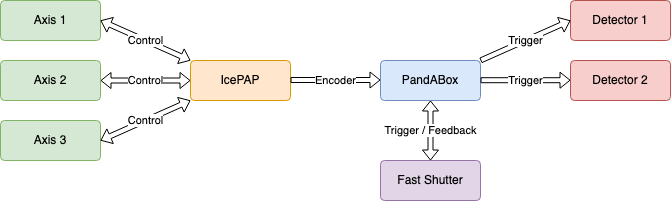 Axis 1
Control
Axis 2
Control
Axis 3
Control
IcePAP
Encoder
PandABox
Trigger
Detector 1
Trigger
Detector 2
Trigger / Feedback
Fast Shutter